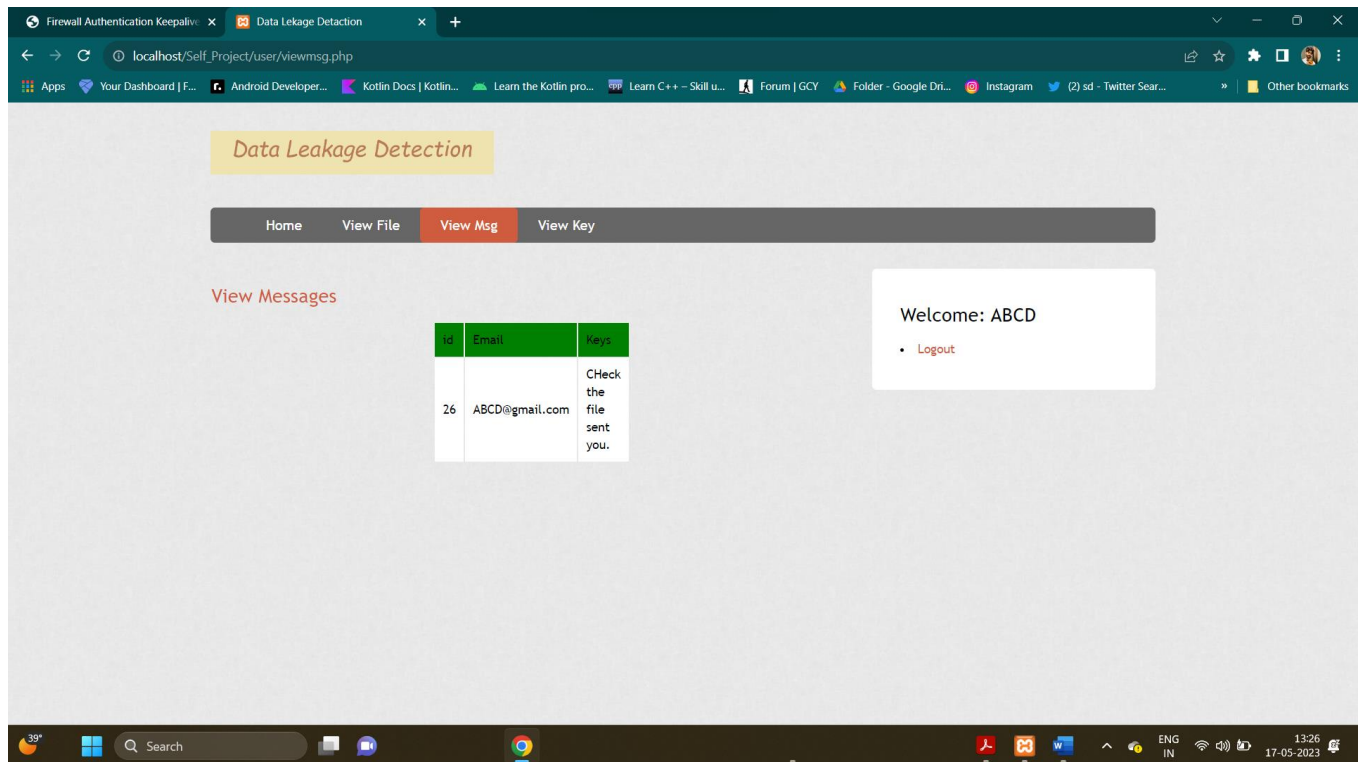 Firewall Authentication Keepalive
Data Lekage Detaction
localhost/Self_Project/user/viewmsg.php
Apps Your Dashboard | F... Android Developer... Kotlin Docs | Kotlin... Learn the Kotlin pro... cpp Learn C++ – Skill u... Forum | GCY Folder - Google Dri... Instagram (2) sd - Twitter Sear... » Other bookmarks
Data Leakage Detection
Home View File View Msg View Key
View Messages
id Email Keys
26 ABCD@gmail.com CHeck
the
file
sent
you.
Welcome: ABCD
• Logout
39°
Search
W
ENG
IN
13:26
17-05-2023